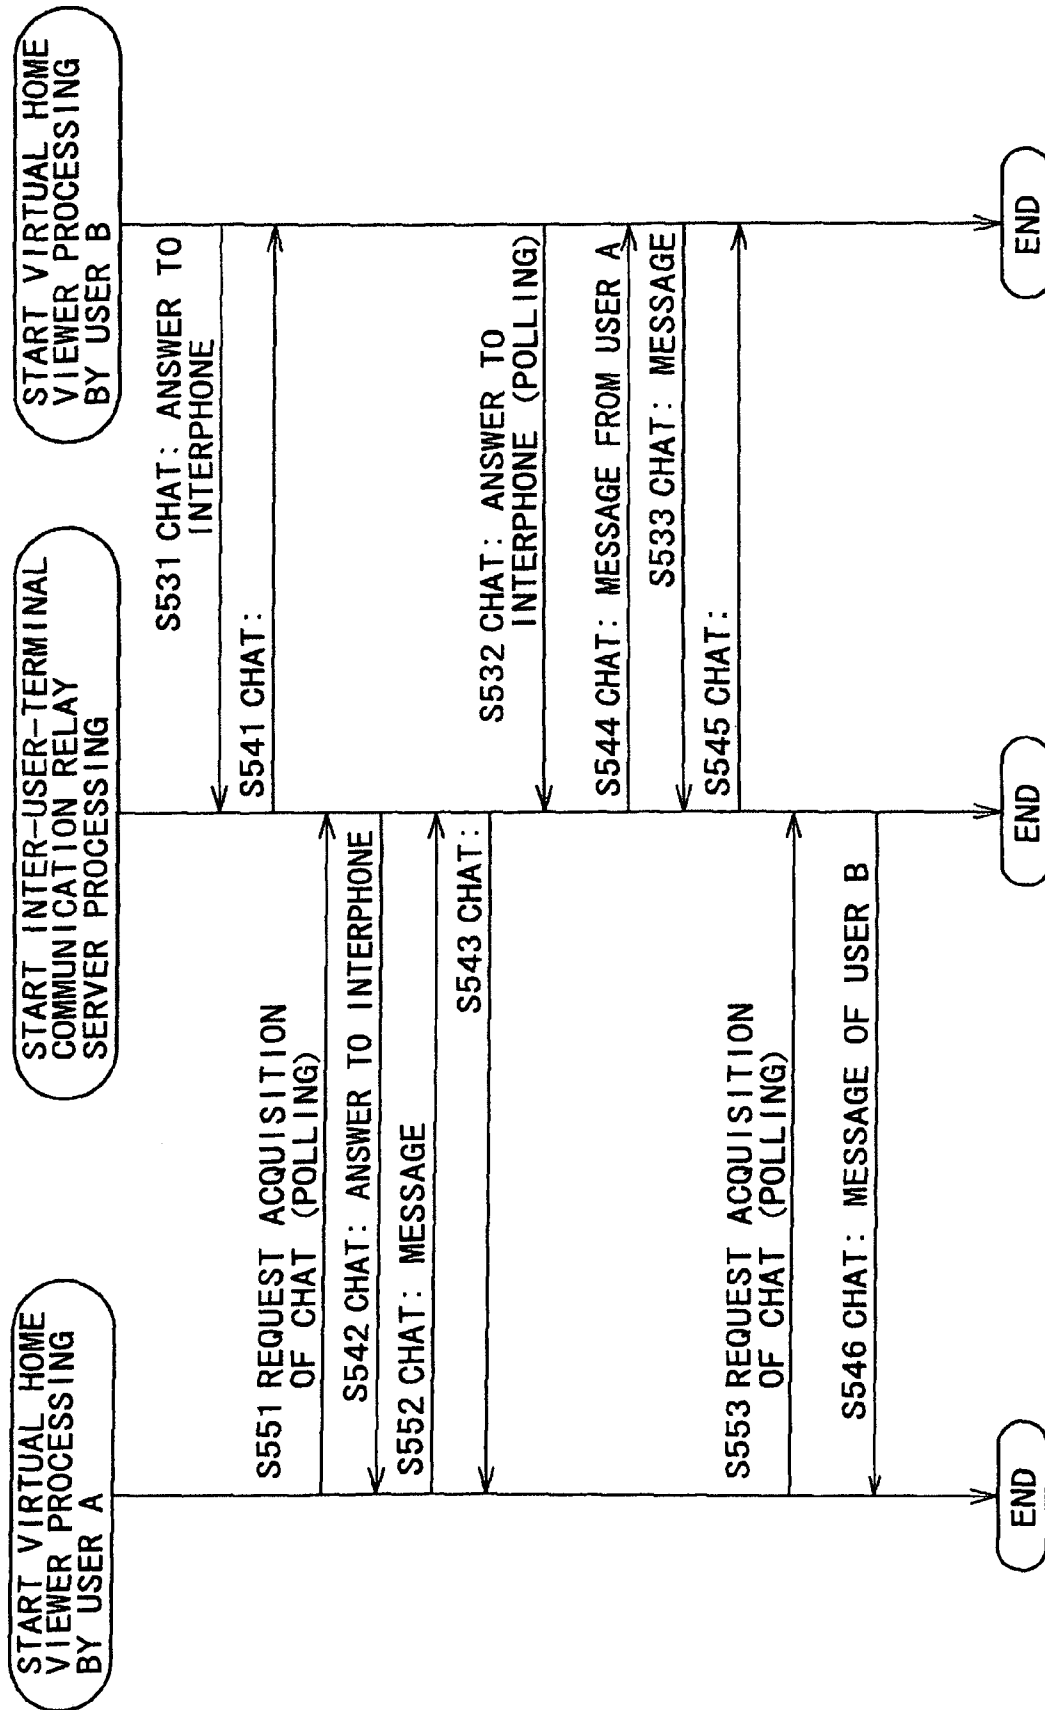 START VIRTUAL HOME
VIEWER PROCESSING
BY USER A
START INTER-USER-TERMINAL
COMMUNICATION RELAY
SERVER PROCESSING
START VIRTUAL HOME
VIEWER PROCESSING
BY USER B
S531 CHAT: ANSWER TO
INTERPHONE
S541 CHAT:
S551 REQUEST ACQUISITION
OF CHAT (POLLING)
S542 CHAT: ANSWER TO INTERPHONE
S552 CHAT: MESSAGE
S543 CHAT:
S532 CHAT: ANSWER TO
INTERPHONE (POLLING)
S544 CHAT: MESSAGE FROM USER A
S533 CHAT: MESSAGE
S545 CHAT:
S553 REQUEST ACQUISITION
OF CHAT (POLLING)
S546 CHAT: MESSAGE OF USER B
END
END
END